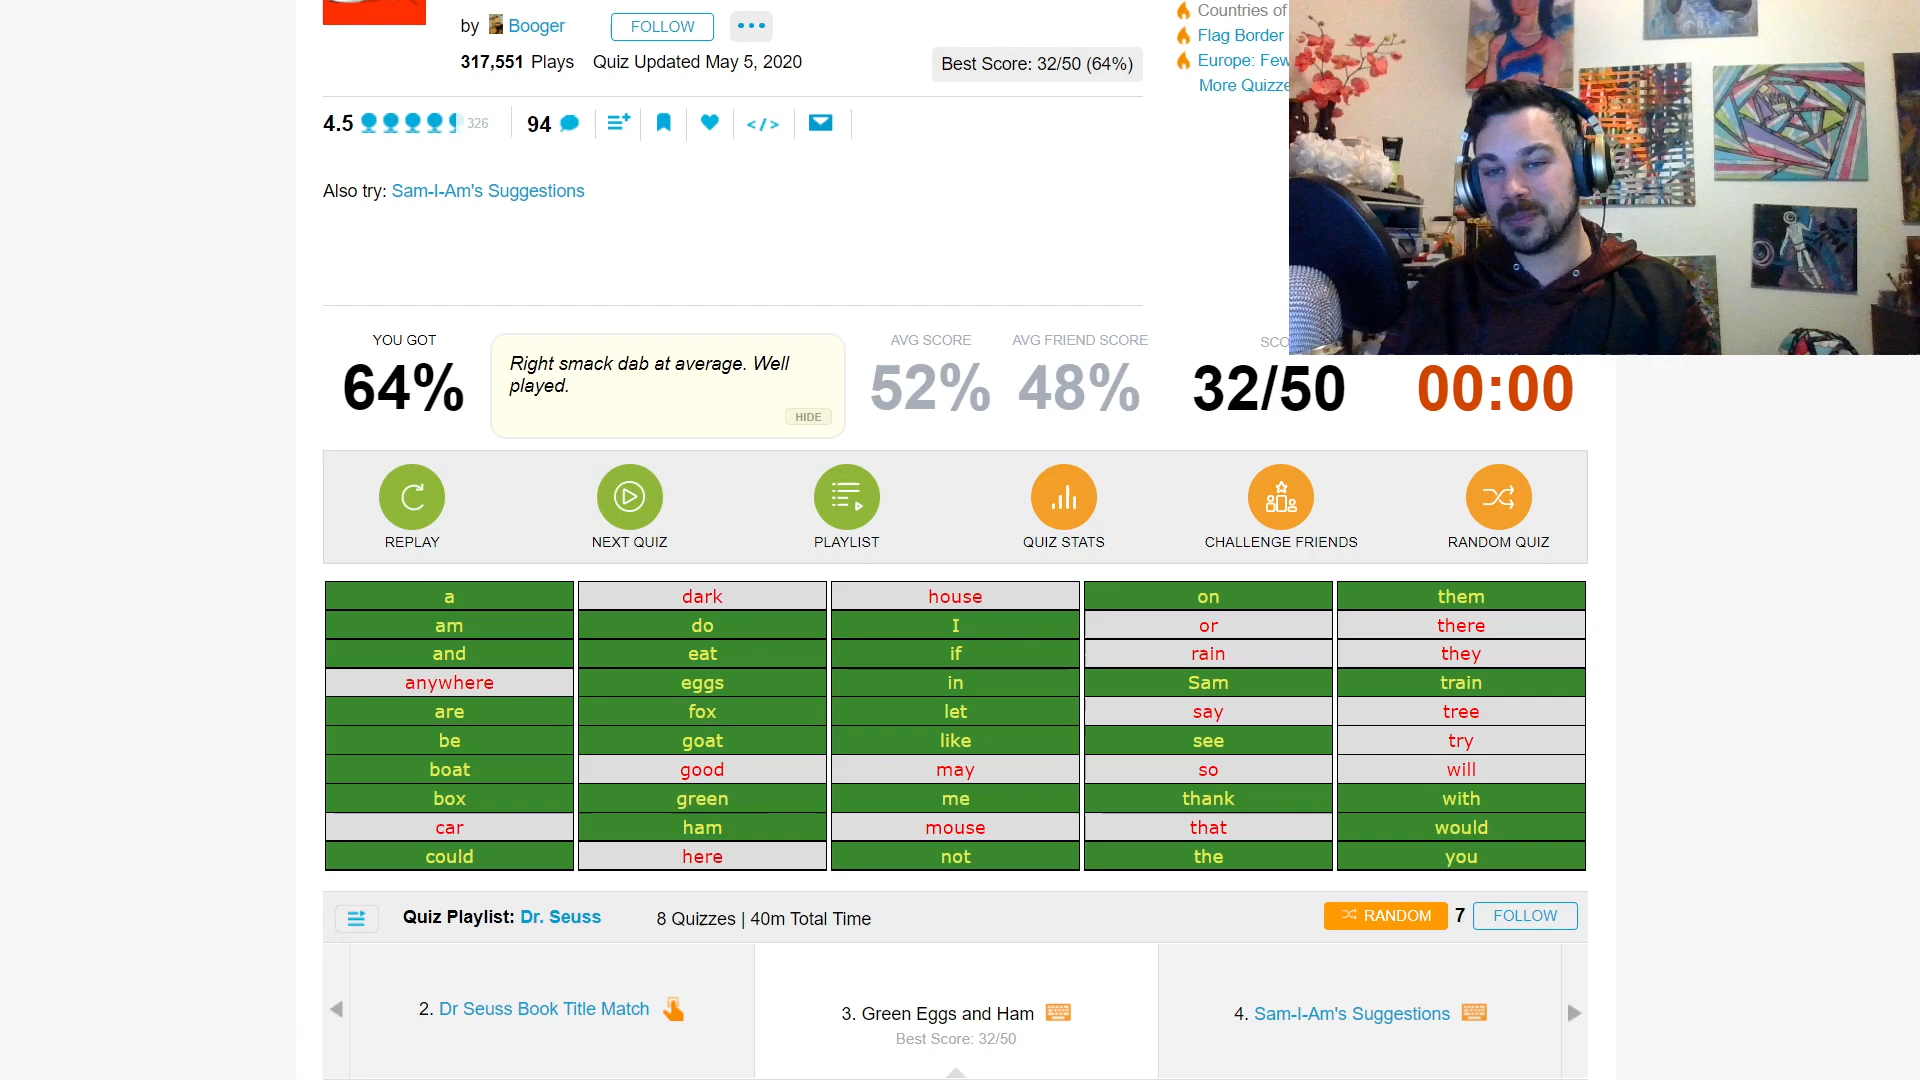 by Booger FOLLOW
317,551 Plays Quiz Updated May 5, 2020 Best Score: 32/50 (64%)
Countries of
Flag Border
Europe: Few
More Quizze
4.5 326 94
Also try: Sam-I-Am's Suggestions
YOU GOT
64%
Right smack dab at average. Well
played.
HIDE
AVG SCORE
52%
AVG FRIEND SCORE
48%
SCO
32/50
00:00
REPLAY NEXT QUIZ PLAYLIST QUIZ STATS CHALLENGE FRIENDS RANDOM QUIZ
a dark house on them
am do I or there
and eat if rain they
anywhere eggs in Sam train
are fox let say tree
be goat like see try
boat good may so will
box green me thank with
car ham mouse that would
could here not the you
Quiz Playlist: Dr. Seuss 8 Quizzes | 40m Total Time RANDOM 7 FOLLOW
2. Dr Seuss Book Title Match 3. Green Eggs and Ham 4. Sam-I-Am's Suggestions
Best Score: 32/50